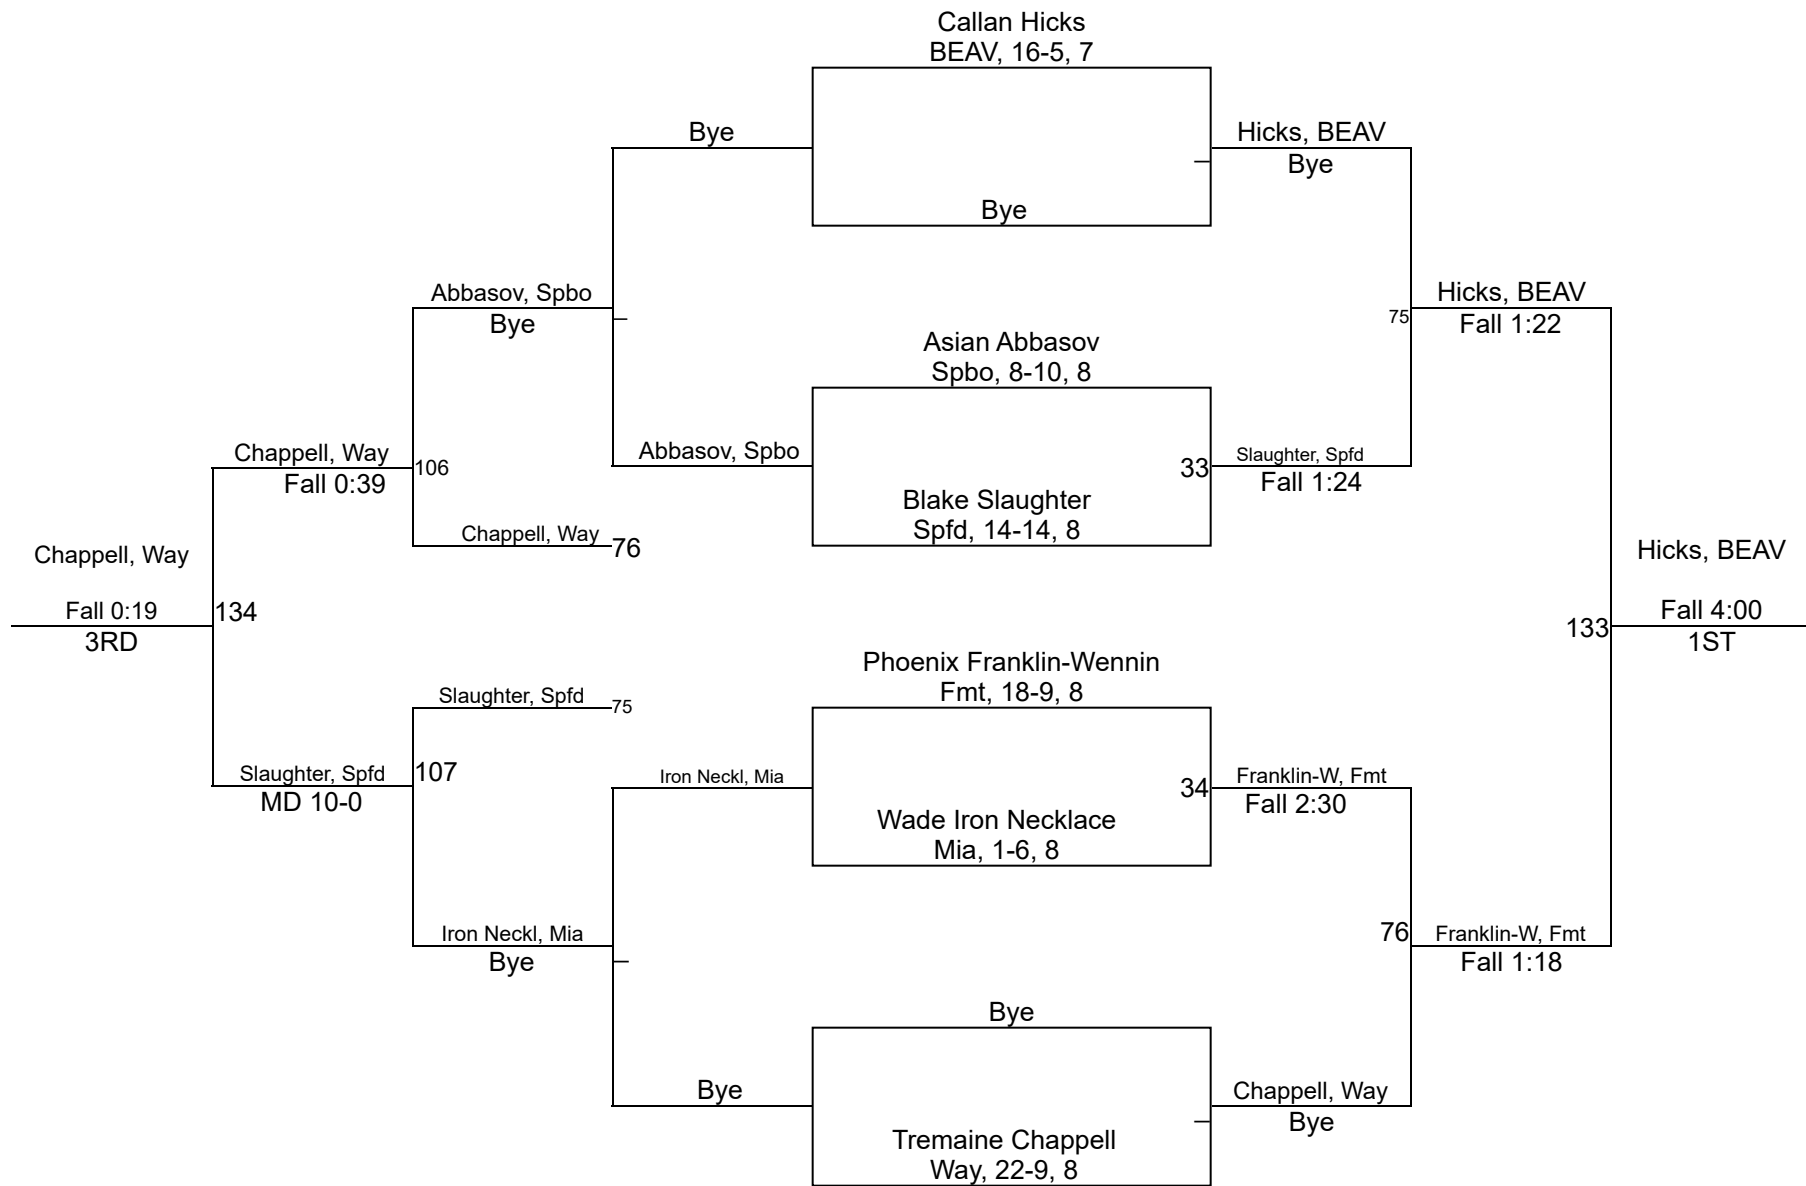 Callan Hicks
BEAV, 16-5, 7
Bye
Hicks, BEAV
Bye
Bye
Abbasov, Spbo
Bye
Hicks, BEAV
75
Fall 1:22
Asian Abbasov
Spbo, 8-10, 8
Chappell, Way
106
Fall 0:39
Abbasov, Spbo
33
Slaughter, Spfd
Fall 1:24
Blake Slaughter
Spfd, 14-14, 8
Chappell, Way
76
Chappell, Way
Hicks, BEAV
Fall 0:19
134
3RD
133
Fall 4:00
1ST
Phoenix Franklin-Wennin
Fmt, 18-9, 8
Slaughter, Spfd
75
Slaughter, Spfd
107
MD 10-0
Iron Neckl, Mia
34
Franklin-W, Fmt
Fall 2:30
Wade Iron Necklace
Mia, 1-6, 8
Iron Neckl, Mia
Bye
76
Franklin-W, Fmt
Fall 1:18
Bye
Bye
Chappell, Way
Bye
Tremaine Chappell
Way, 22-9, 8